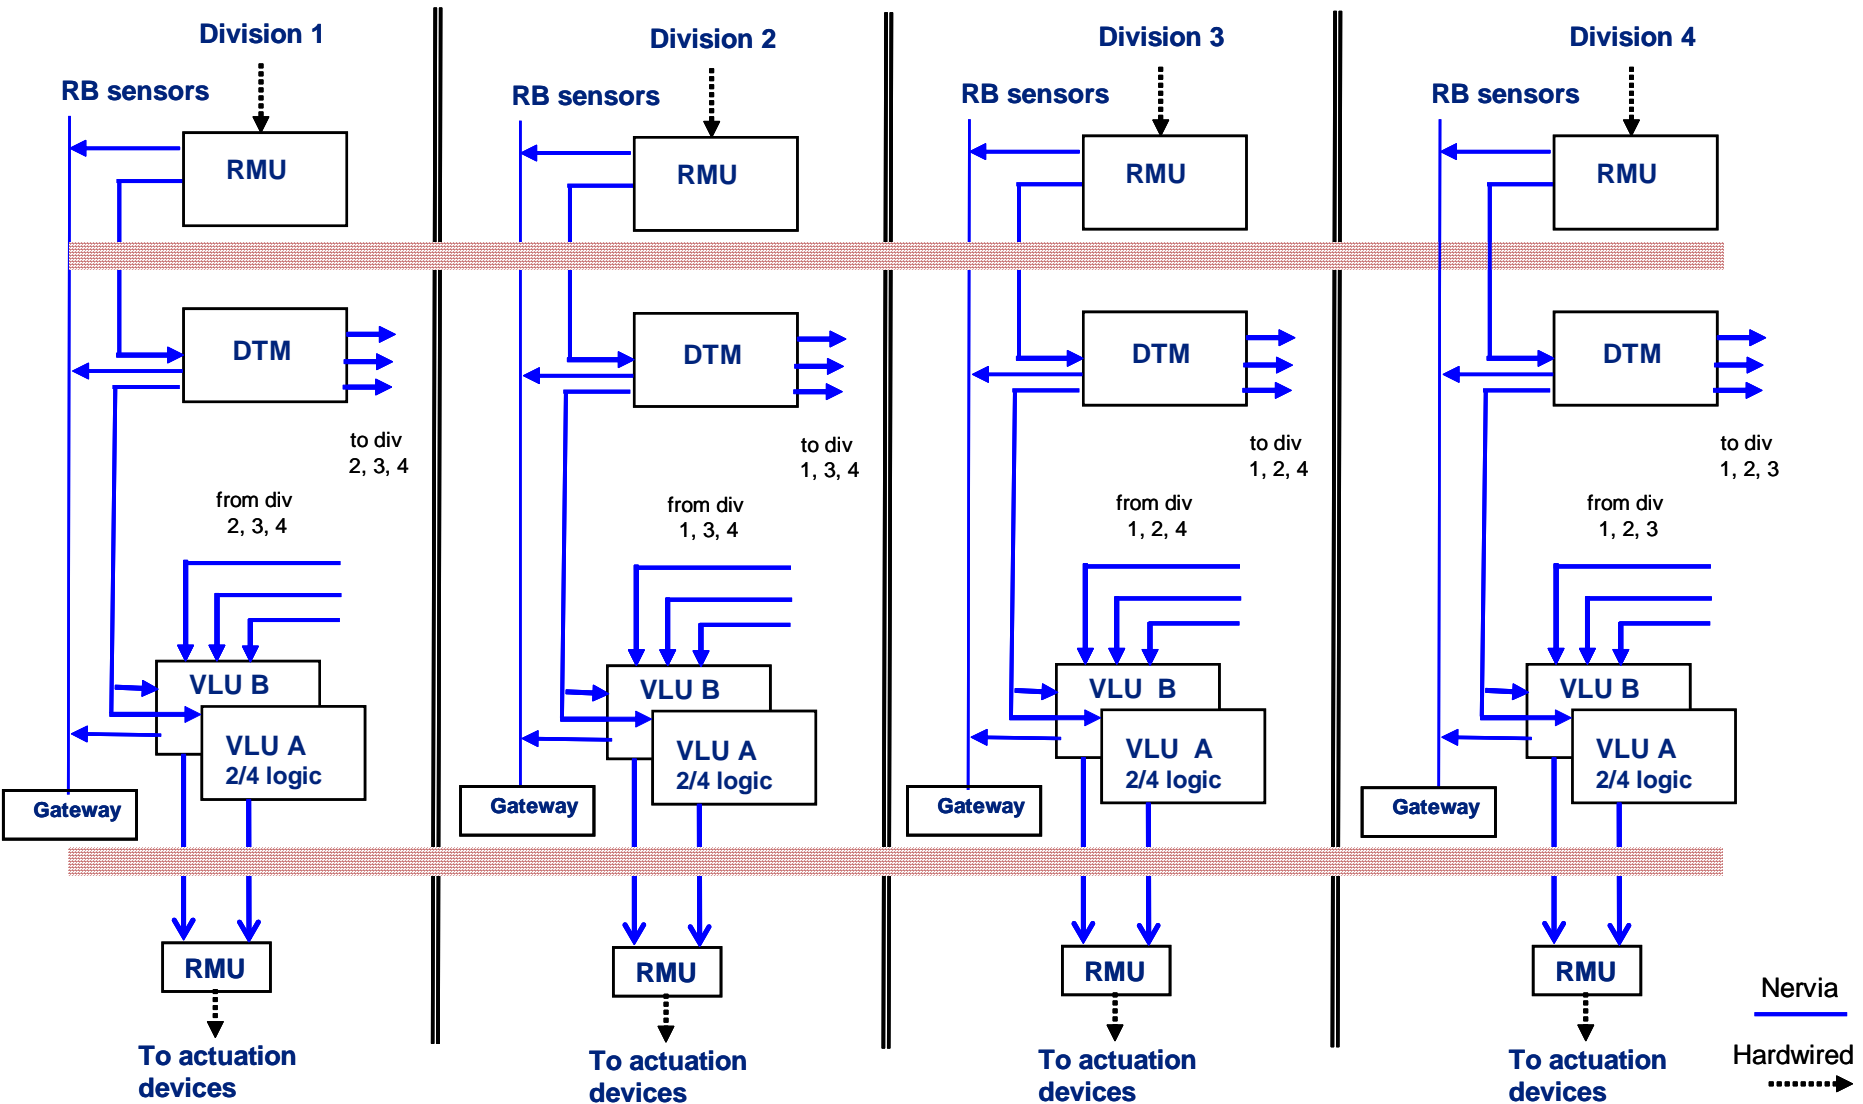 Division 1
Division 2
Division 3
Division 4
RB sensors
RB sensors
RB sensors
RB sensors
RMU
RMU
RMU
RMU
DTM
DTM
DTM
DTM
to div
2, 3, 4
to div
1, 3, 4
to div
1, 2, 4
to div
1, 2, 3
from div
2, 3, 4
from div
1, 3, 4
from div
1, 2, 4
from div
1, 2, 3
VLU B
VLU B
VLU B
VLU B
VLU A
2/4 logic
VLU A
2/4 logic
VLU A
2/4 logic
VLU A
2/4 logic
Gateway
Gateway
Gateway
Gateway
RMU
RMU
RMU
RMU
To actuation
devices
To actuation
devices
To actuation
devices
To actuation
devices
Nervia
Hardwired